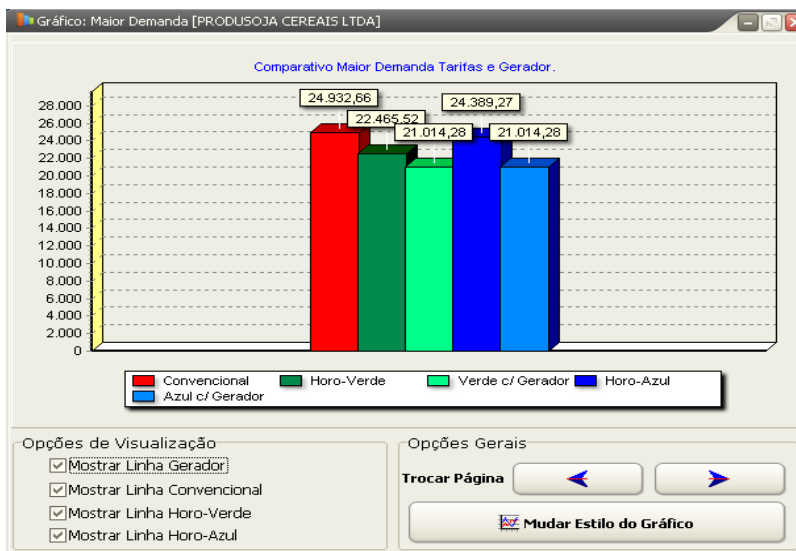 Gráfico: Maior Demanda [PRODUSOJA CEREAIS LTDA]
Comparativo Maior Demanda Tarifas e Gerador.
24.932,66
22.465,52
21.014,28
24.389,27
21.014,28
28.000
26.000
24.000
22.000
20.000
18.000
16.000
14.000
12.000
10.000
8.000
6.000
4.000
2.000
0
Convencional Horo-Verde Verde c/ Gerador Horo-Azul
Azul c/ Gerador
Opções de Visualização
Mostrar Linha Gerador
Mostrar Linha Convencional
Mostrar Linha Horo-Verde
Mostrar Linha Horo-Azul
Opções Gerais
Trocar Página
Mudar Estilo do Gráfico